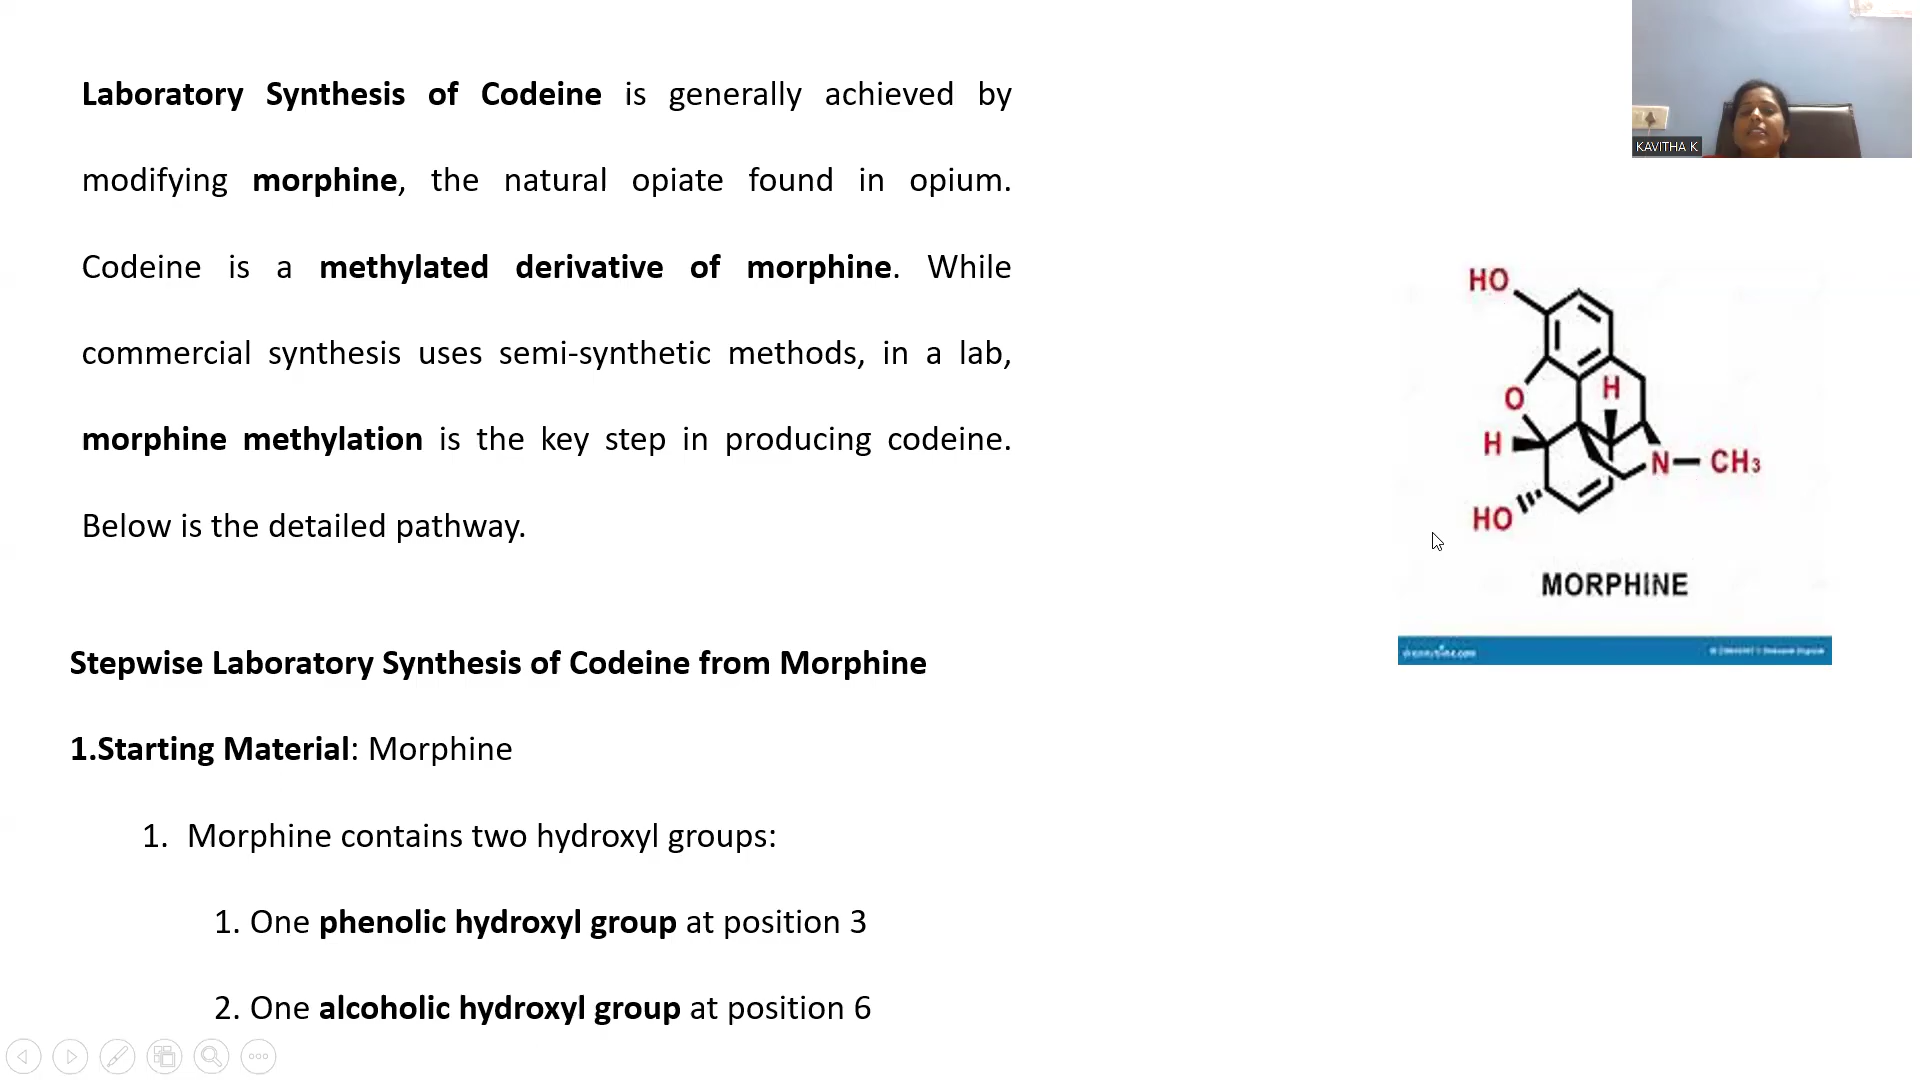 Laboratory Synthesis of Codeine is generally achieved by
modifying morphine, the natural opiate found in opium.
Codeine is a methylated derivative of morphine. While
commercial synthesis uses semi-synthetic methods, in a lab,
morphine methylation is the key step in producing codeine.
Below is the detailed pathway.
Stepwise Laboratory Synthesis of Codeine from Morphine
1.Starting Material: Morphine
1. Morphine contains two hydroxyl groups:
1. One phenolic hydroxyl group at position 3
2. One alcoholic hydroxyl group at position 6
KAVITHA K
HO
H
O
H
N
CH₃
HO
MORPHINE